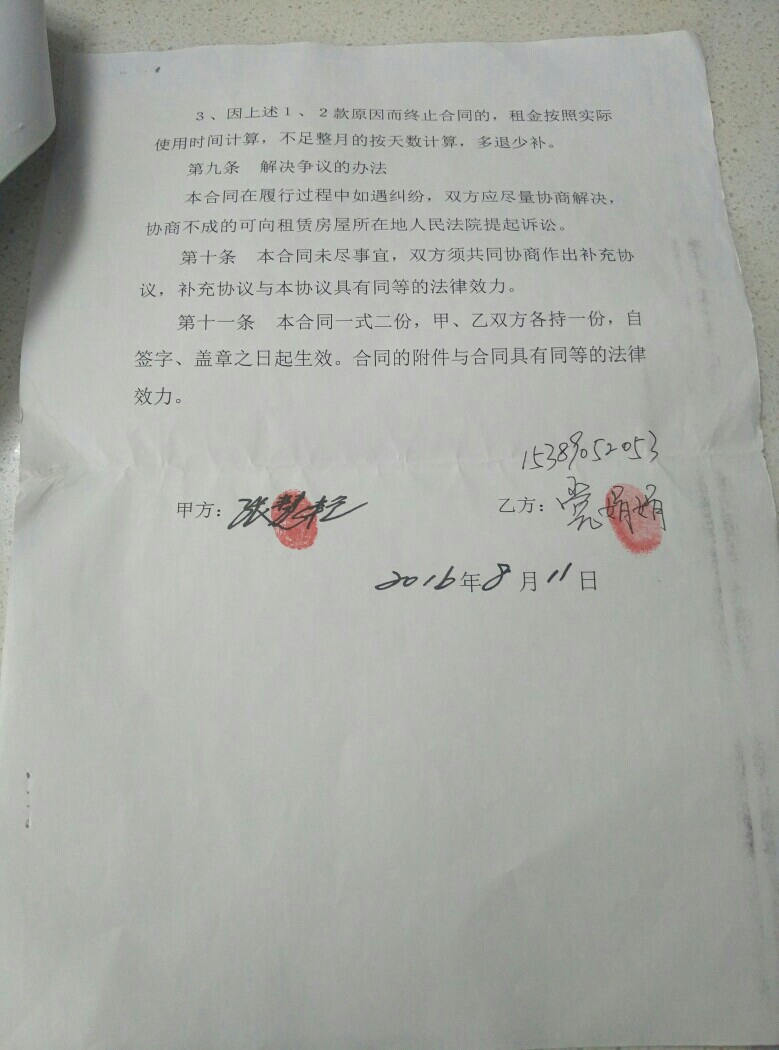 3、因上述1、2款原因而终止合同的，租金按照实际
使用时间计算，不足整月的按天数计算，多退少补。
第九条 解决争议的办法
本合同在履行过程中如遇纠纷，双方应尽量协商解决，
协商不成的可向租赁房屋所在地人民法院提起诉讼。
第十条 本合同未尽事宜，双方须共同协商作出补充协
议，补充协议与本协议具有同等的法律效力。
第十一条 本合同一式二份，甲、乙双方各持一份，自
签字、盖章之日起生效。合同的附件与合同具有同等的法律
效力。
15389052053
甲方：张
乙方：娟娟
2016年8月11日